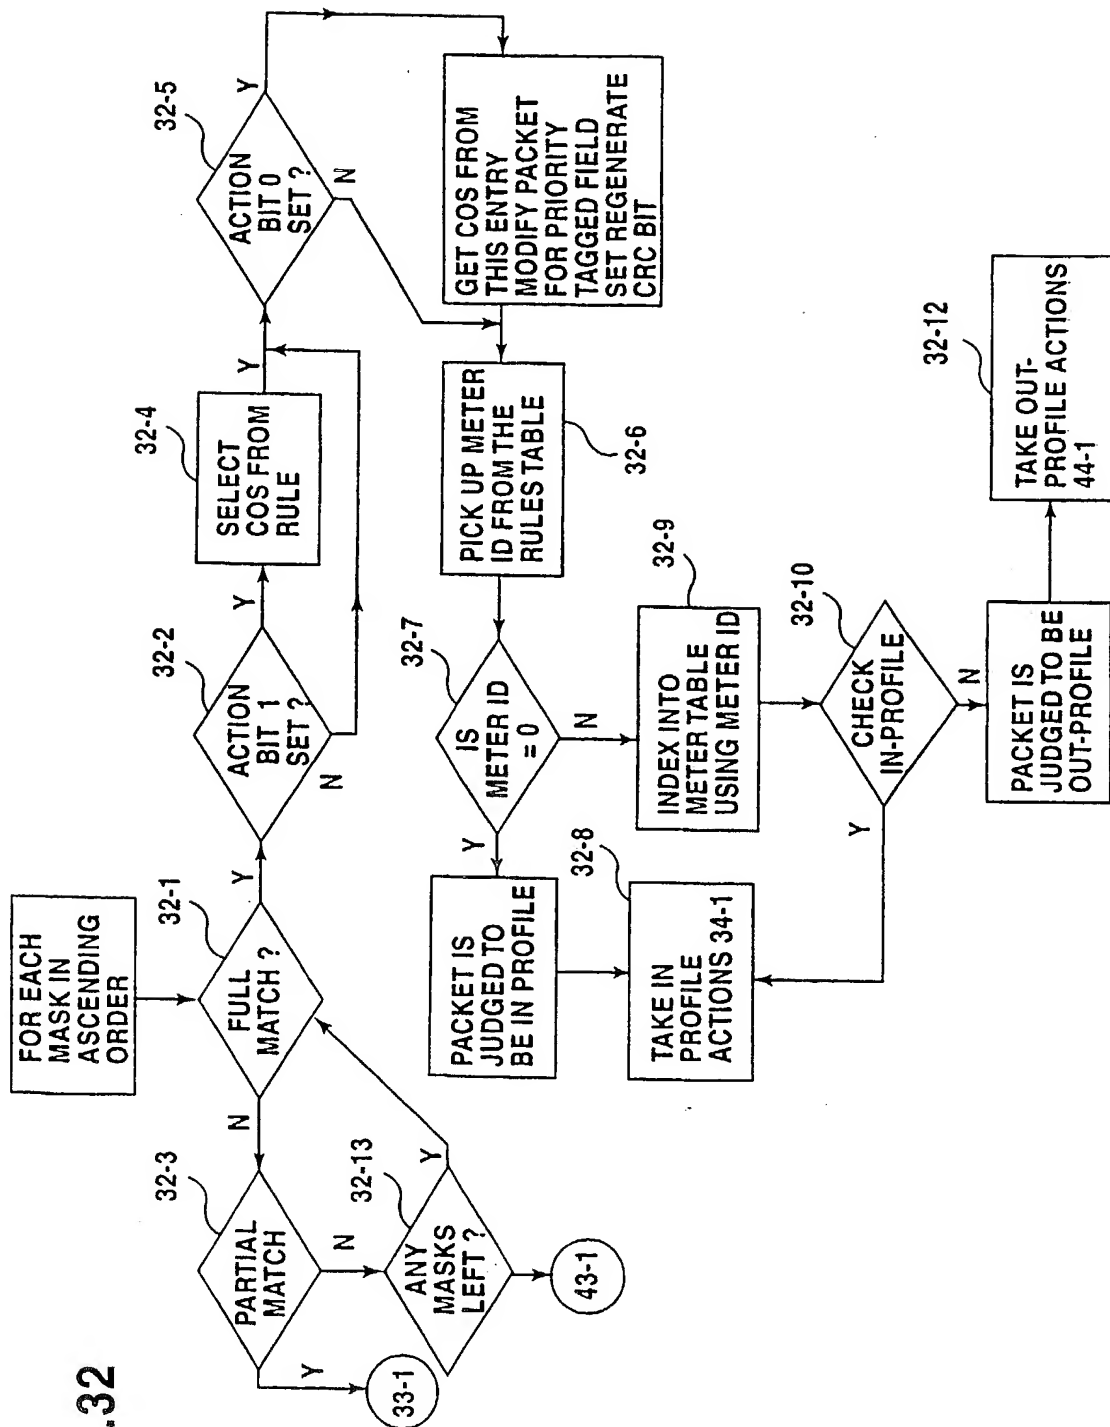 .32
FOR EACH
MASK IN
ASCENDING
ORDER
32-1
FULL
MATCH ?
Y
N
32-3
PARTIAL
MATCH
Y
N
33-1
32-13
ANY
MASKS
LEFT ?
Y
43-1
32-2
ACTION
BIT 1
SET ?
Y
N
32-4
SELECT
COS FROM
RULE
Y
32-5
ACTION
BIT 0
SET ?
Y
N
GET COS FROM
THIS ENTRY
MODIFY PACKET
FOR PRIORITY
TAGGED FIELD
SET REGENERATE
CRC BIT
PICK UP METER
ID FROM THE
RULES TABLE
32-6
32-7
IS
METER ID
= 0
Y
N
PACKET IS
JUDGED TO
BE IN PROFILE
32-8
TAKE IN
PROFILE
ACTIONS 34-1
32-9
INDEX INTO
METER TABLE
USING METER ID
32-10
CHECK
IN-PROFILE
Y
N
PACKET IS
JUDGED TO BE
OUT-PROFILE
32-12
TAKE OUT-
PROFILE ACTIONS
44-1